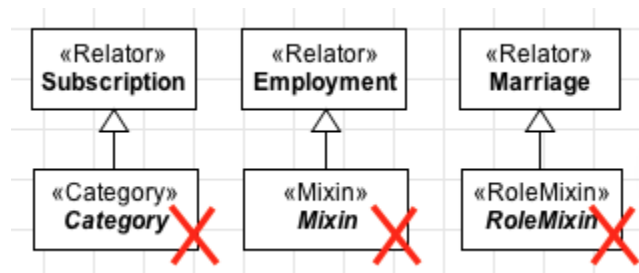 «Relator» «Relator» «Relator»
Subscription Employment Marriage
«Category» «Mixin» «RoleMixin»
Category Mixin RoleMixin